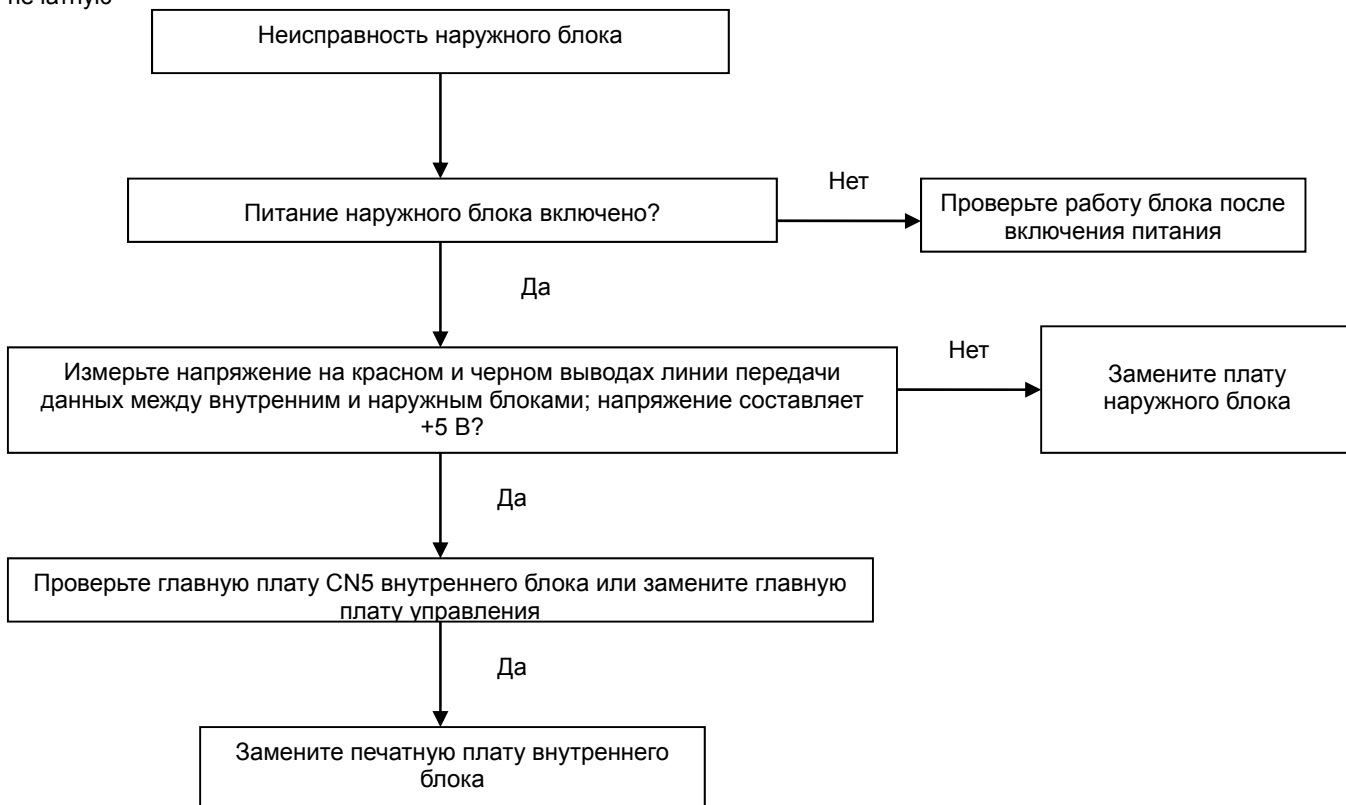 печатную
Неисправность наружного блока
Питание наружного блока включено?
Нет
Проверьте работу блока после
включения питания
Да
Измерьте напряжение на красном и черном выводах линии передачи
данных между внутренним и наружным блоками; напряжение составляет
+5 В?
Нет
Замените плату
наружного блока
Да
Проверьте главную плату CN5 внутреннего блока или замените главную
плату управления
Да
Замените печатную плату внутреннего
блока